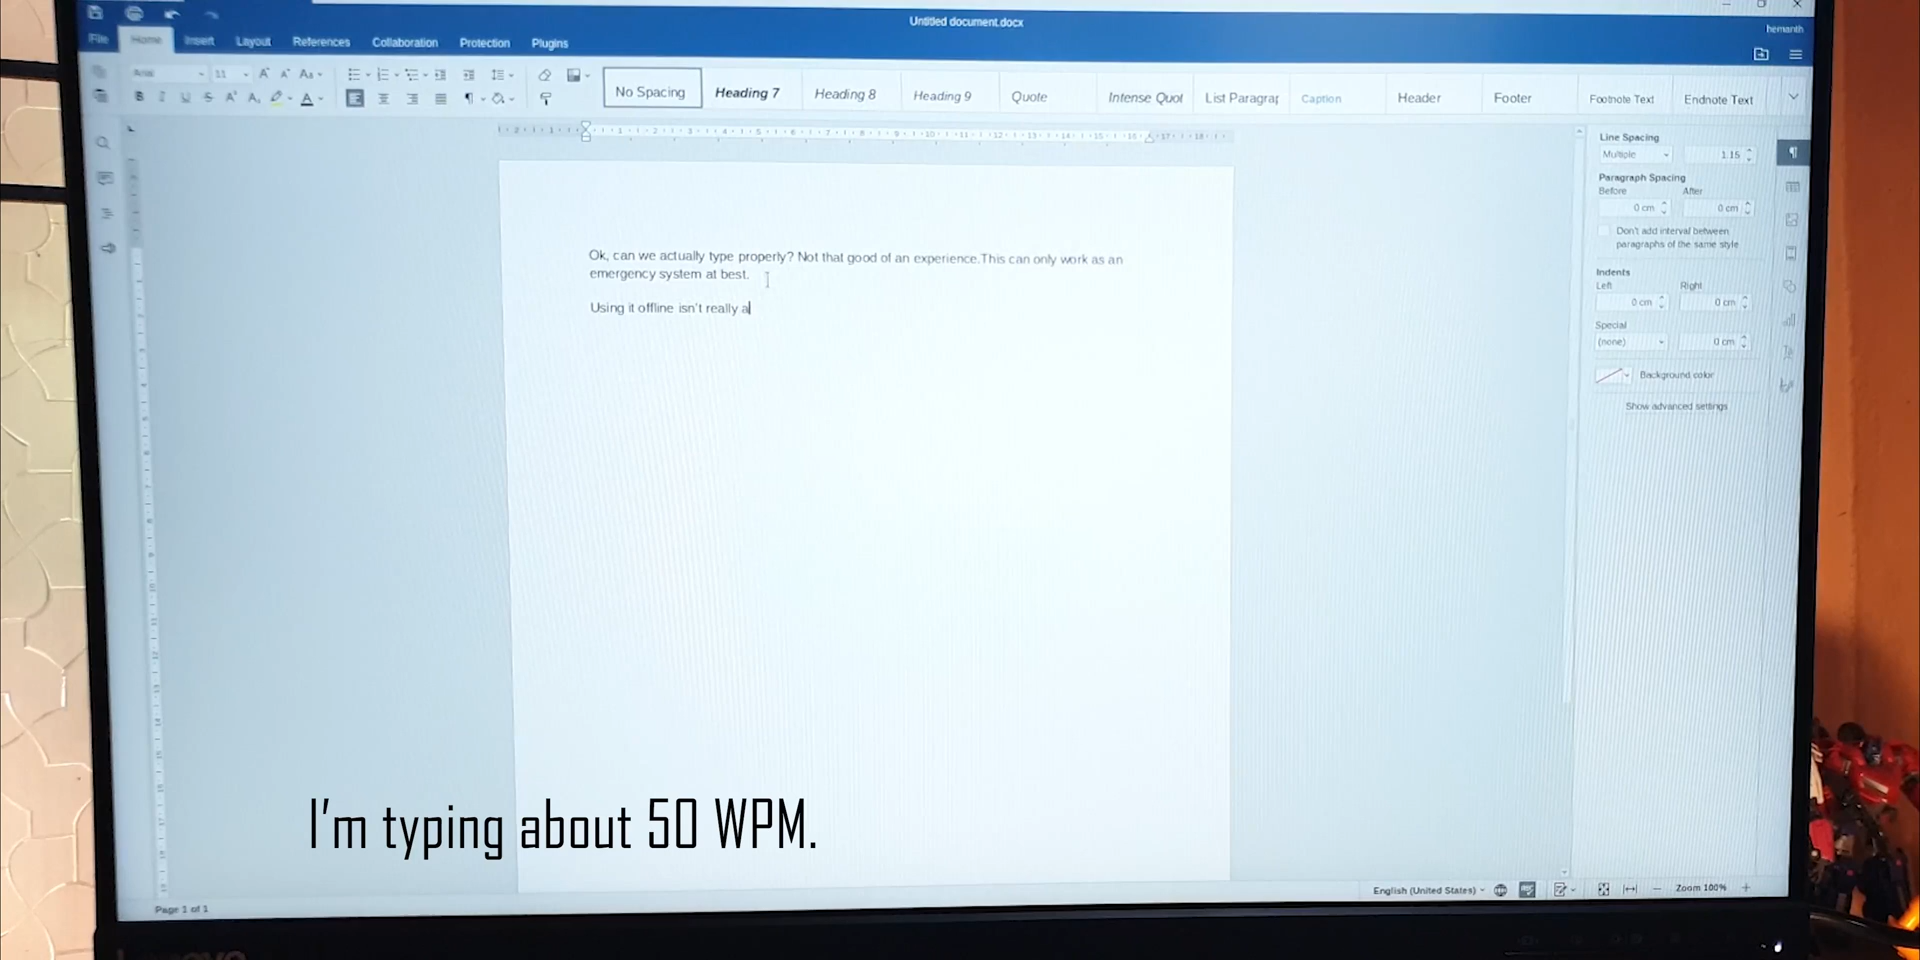 Untitled document.docx
hemanth
File Home Insert Layout References Collaboration Protection Plugins
Arial 11
No Spacing Heading 7 Heading 8 Heading 9 Quote Intense Quot List Paragrap Caption Header Footer Footnote Text Endnote Text
Line Spacing
Multiple 1.15
Paragraph Spacing
Before After
0 cm 0 cm
Don't add interval between
paragraphs of the same style
Indents
Left Right
0 cm 0 cm
Special
(none) 0 cm
Background color
Show advanced settings
Ok, can we actually type properly? Not that good of an experience.This can only work as an
emergency system at best.
Using it offline isn't really a
I'm typing about 50 WPM.
Page 1 of 1
English (United States)
Zoom 100%